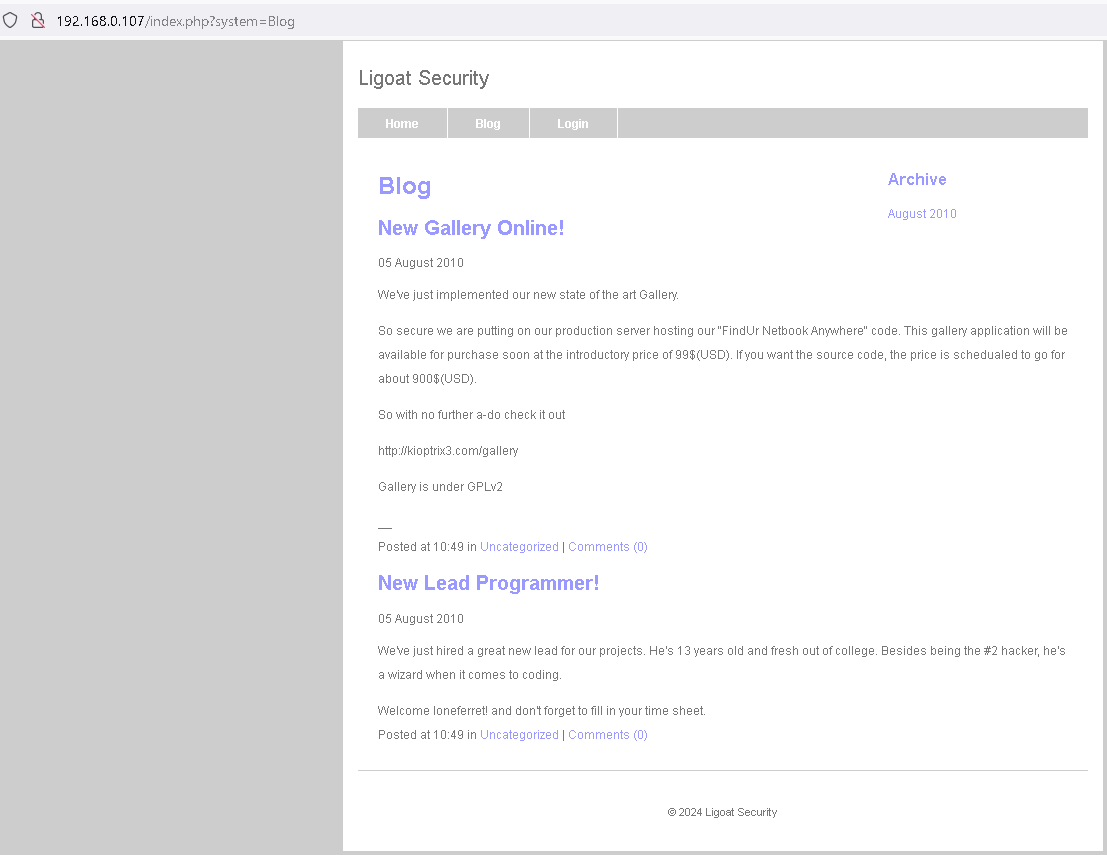 192.168.0.107/index.php?system=Blog
Ligoat Security
Home Blog Login
Blog
New Gallery Online!
05 August 2010
We've just implemented our new state of the art Gallery.
So secure we are putting on our production server hosting our "FindUr Netbook Anywhere" code. This gallery application will be
available for purchase soon at the introductory price of 99$(USD). If you want the source code, the price is schedualed to go for
about 900$(USD).
So with no further a-do check it out
http://kioptrix3.com/gallery
Gallery is under GPLv2
__
Posted at 10:49 in Uncategorized | Comments (0)
New Lead Programmer!
05 August 2010
We've just hired a great new lead for our projects. He's 13 years old and fresh out of college. Besides being the #2 hacker, he's
a wizard when it comes to coding.
Welcome loneferret! and don't forget to fill in your time sheet.
Posted at 10:49 in Uncategorized | Comments (0)
Archive
August 2010
© 2024 Ligoat Security